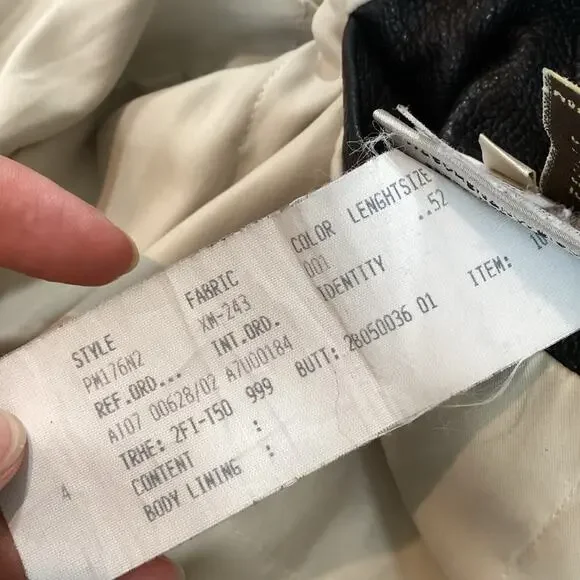 STYLE FABRIC COLOR LENGHTSIZE
PM176N2 XM-243 001 ..52
REF.ORD... INT.ORD. IDENTITY ITEM:
A107 00628/02 A7U00184
TRHE: 2FI-T50 999 BUTT: 28050036 01
CONTENT :
BODY LINING :
4